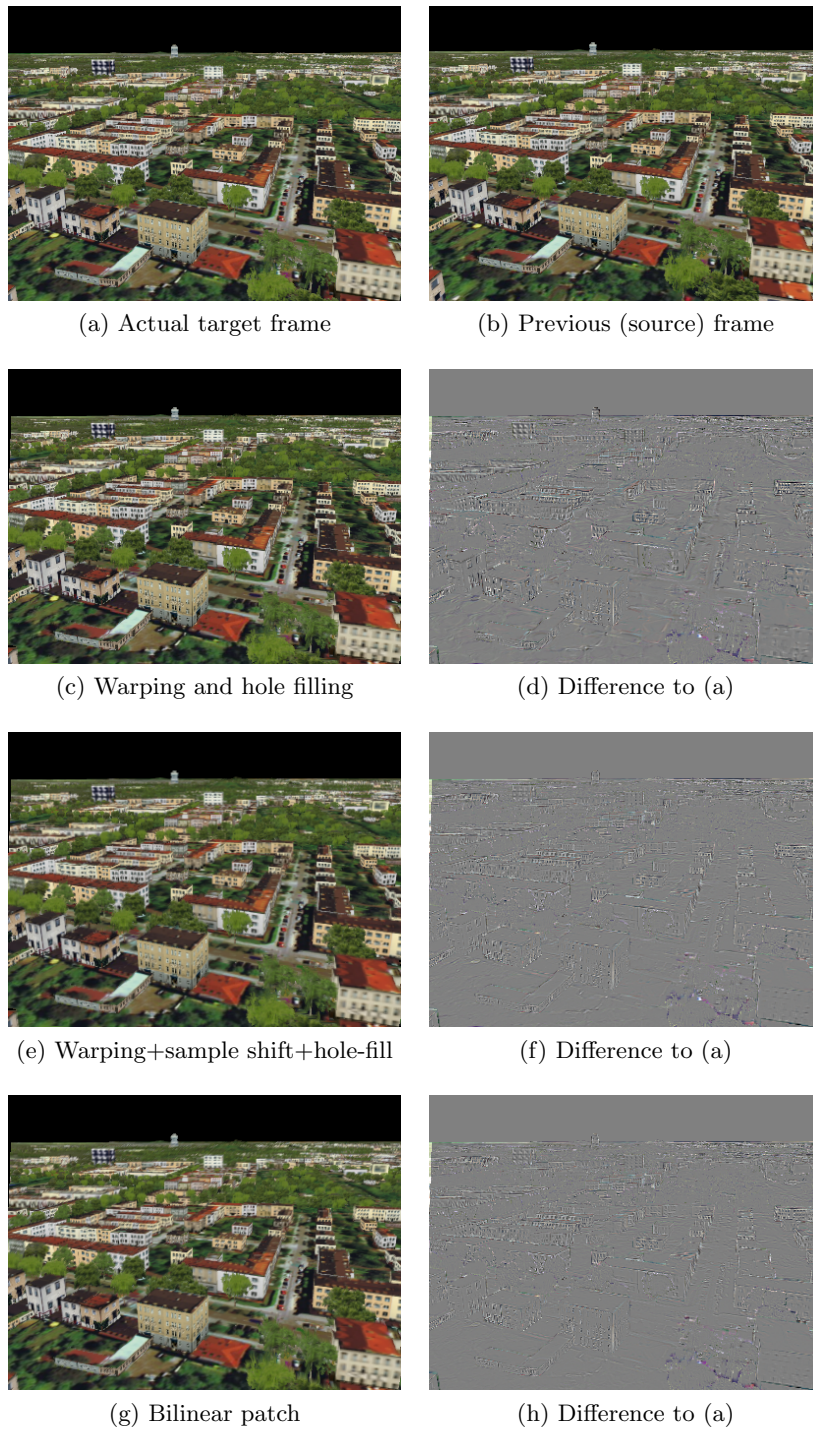 (a) Actual target frame
(b) Previous (source) frame
(c) Warping and hole filling
(d) Difference to (a)
(e) Warping+sample shift+hole-fill
(f) Difference to (a)
(g) Bilinear patch
(h) Difference to (a)